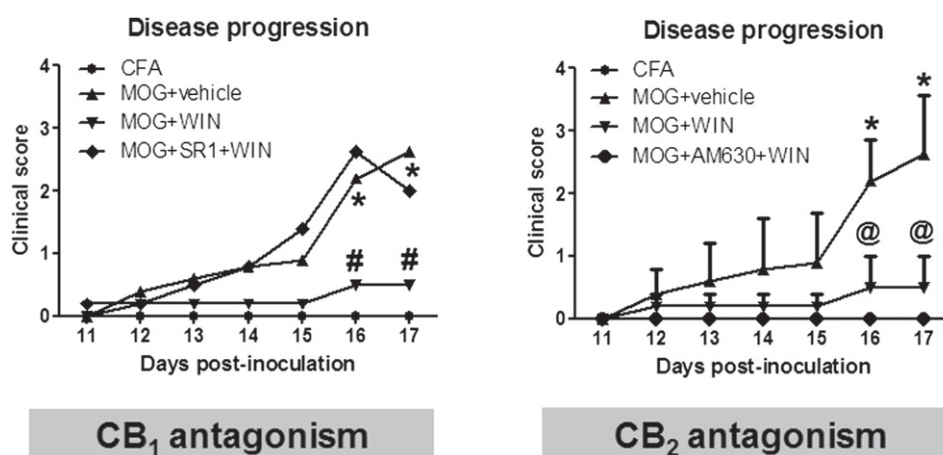 Disease progression
4
3
2
1
0
Clinical score
CFA
MOG+vehicle
MOG+WIN
MOG+SR1+WIN
*
*
#
#
11 12 13 14 15 16 17
Days post-inoculation
CB₁ antagonism
Disease progression
4
3
2
1
0
Clinical score
CFA
MOG+vehicle
MOG+WIN
MOG+AM630+WIN
*
*
@
@
11 12 13 14 15 16 17
Days post-inoculation
CB₂ antagonism